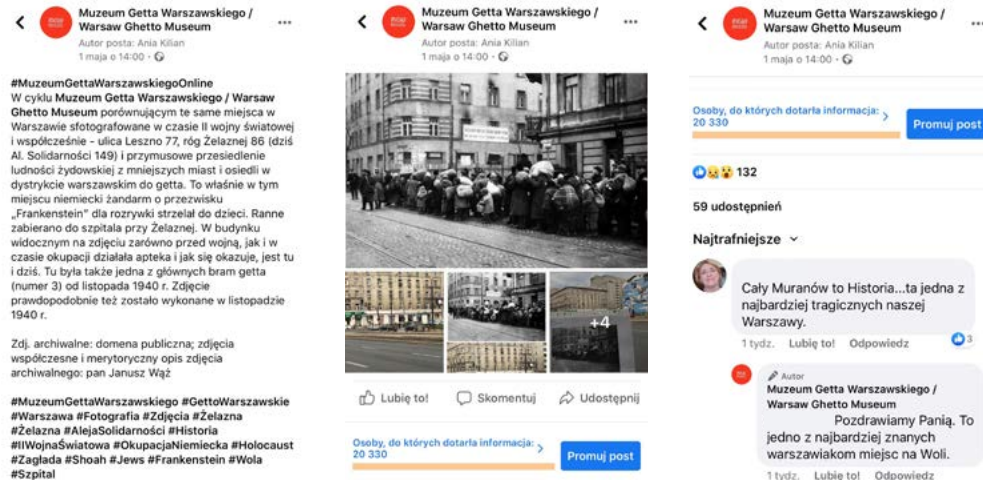 Muzeum Getta Warszawskiego /
Warsaw Ghetto Museum
Autor posta: Ania Kilian
1 maja o 14:00 ·
#MuzeumGettaWarszawskiegoOnline
W cyklu Muzeum Getta Warszawskiego / Warsaw
Ghetto Museum porównującym te same miejsca w
Warszawie sfotografowane w czasie II wojny światowej
i współcześnie - ulica Leszno 77, róg Żelaznej 86 (dziś
Al. Solidarności 149) i przymusowe przesiedlenie
ludności żydowskiej z mniejszych miast i osiedli w
dystrykcie warszawskim do getta. To właśnie w tym
miejscu niemiecki żandarm o przezwisku
„Frankenstein” dla rozrywki strzelał do dzieci. Ranne
zabierano do szpitala przy Żelaznej. W budynku
widocznym na zdjęciu zarówno przed wojną, jak i w
czasie okupacji działała apteka i jak się okazuje, jest tu
i dziś. Tu była także jedna z głównych bram getta
(numer 3) od listopada 1940 r. Zdjęcie
prawdopodobnie też zostało wykonane w listopadzie
1940 r.
Zdj. archiwalne: domena publiczna; zdjęcia
współczesne i merytoryczny opis zdjęcia
archiwalnego: pan Janusz Wąż
#MuzeumGettaWarszawskiego #GettoWarszawskie
#Warszawa #Fotografia #Zdjęcia #Żelazna
#Żelazna #AlejaSolidarności #Historia
#IIWojnaŚwiatowa #OkupacjaNiemiecka #Holocaust
#Zagłada #Shoah #Jews #Frankenstein #Wola
#Szpital
Muzeum Getta Warszawskiego /
Warsaw Ghetto Museum
Autor posta: Ania Kilian
1 maja o 14:00 ·
+4
Lubię to! Skomentuj Udostępnij
Osoby, do których dotarła informacja:
20 330
Promuj post
Muzeum Getta Warszawskiego /
Warsaw Ghetto Museum
Autor posta: Ania Kilian
1 maja o 14:00 ·
Osoby, do których dotarła informacja:
20 330
Promuj post
132
59 udostępnień
Najtrafniejsze
Cały Muranów to Historia...ta jedna z
najbardziej tragicznych naszej
Warszawy.
1 tydz. Lubię to! Odpowiedz 3
Autor
Muzeum Getta Warszawskiego /
Warsaw Ghetto Museum
Pozdrawiamy Panią. To
jedno z najbardziej znanych
warszawiakom miejsc na Woli.
1 tydz. Lubię to! Odpowiedz